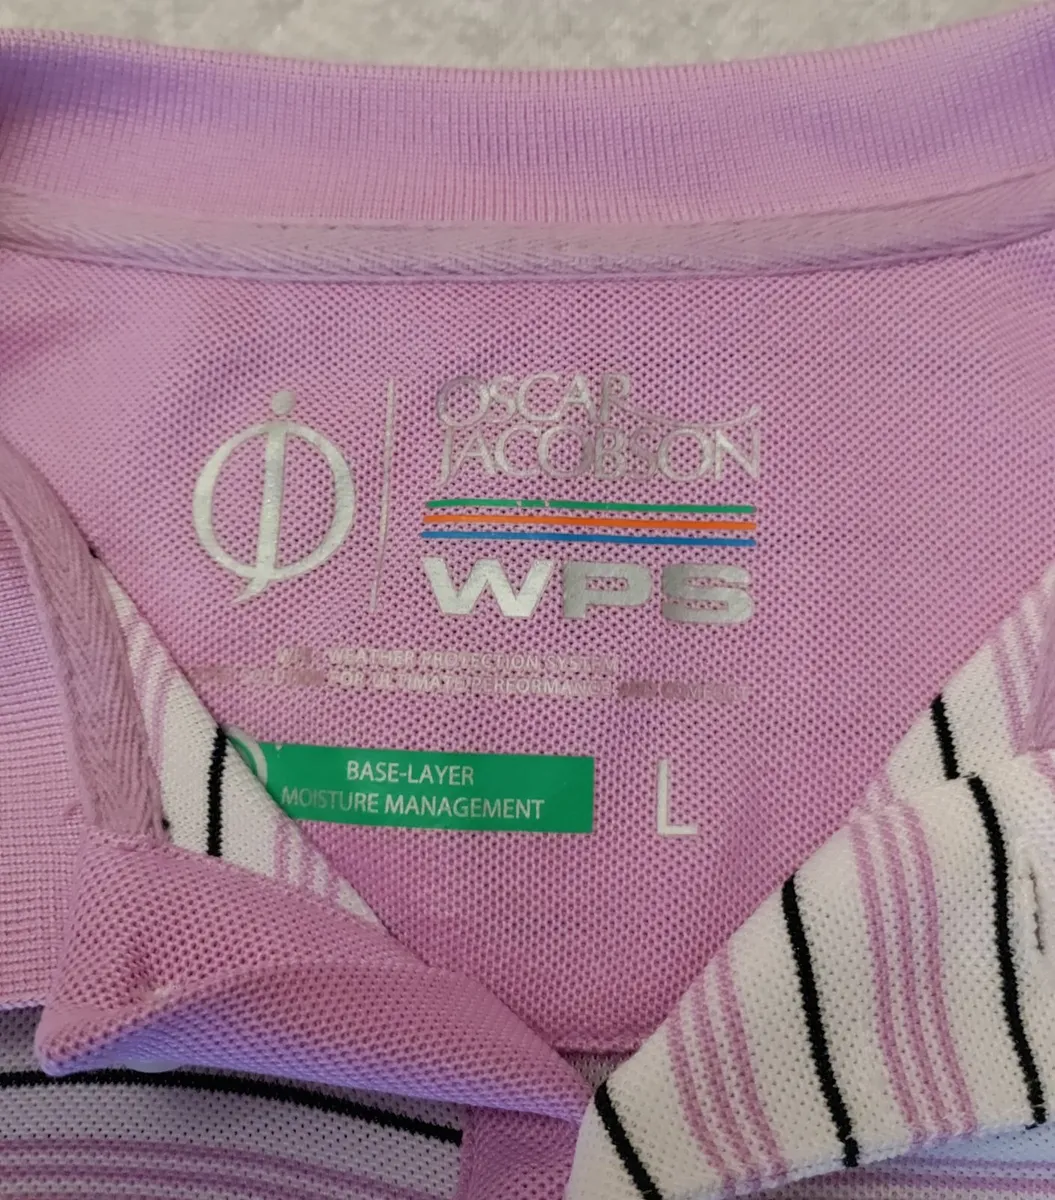 OSCAR
JACOBSON
WPS
WEATHER PROTECTION SYSTEM
FOR ULTIMATE PERFORMANCE
BASE-LAYER
MOISTURE MANAGEMENT
L